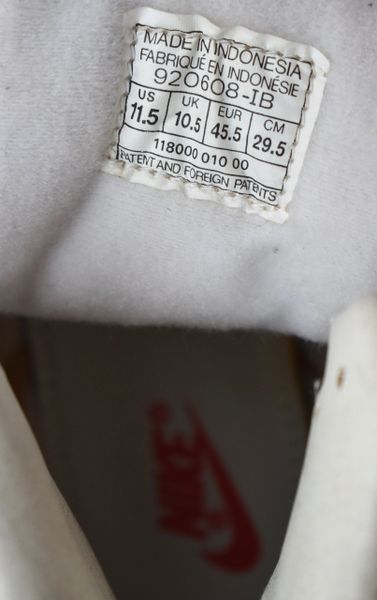 MADE IN INDONESIA
FABRIQUÉ EN INDONÉSIE
920608-IB
US UK EUR CM
11.5 10.5 45.5 29.5
118000 010 00
PATENT AND FOREIGN PATENTS
NIKE